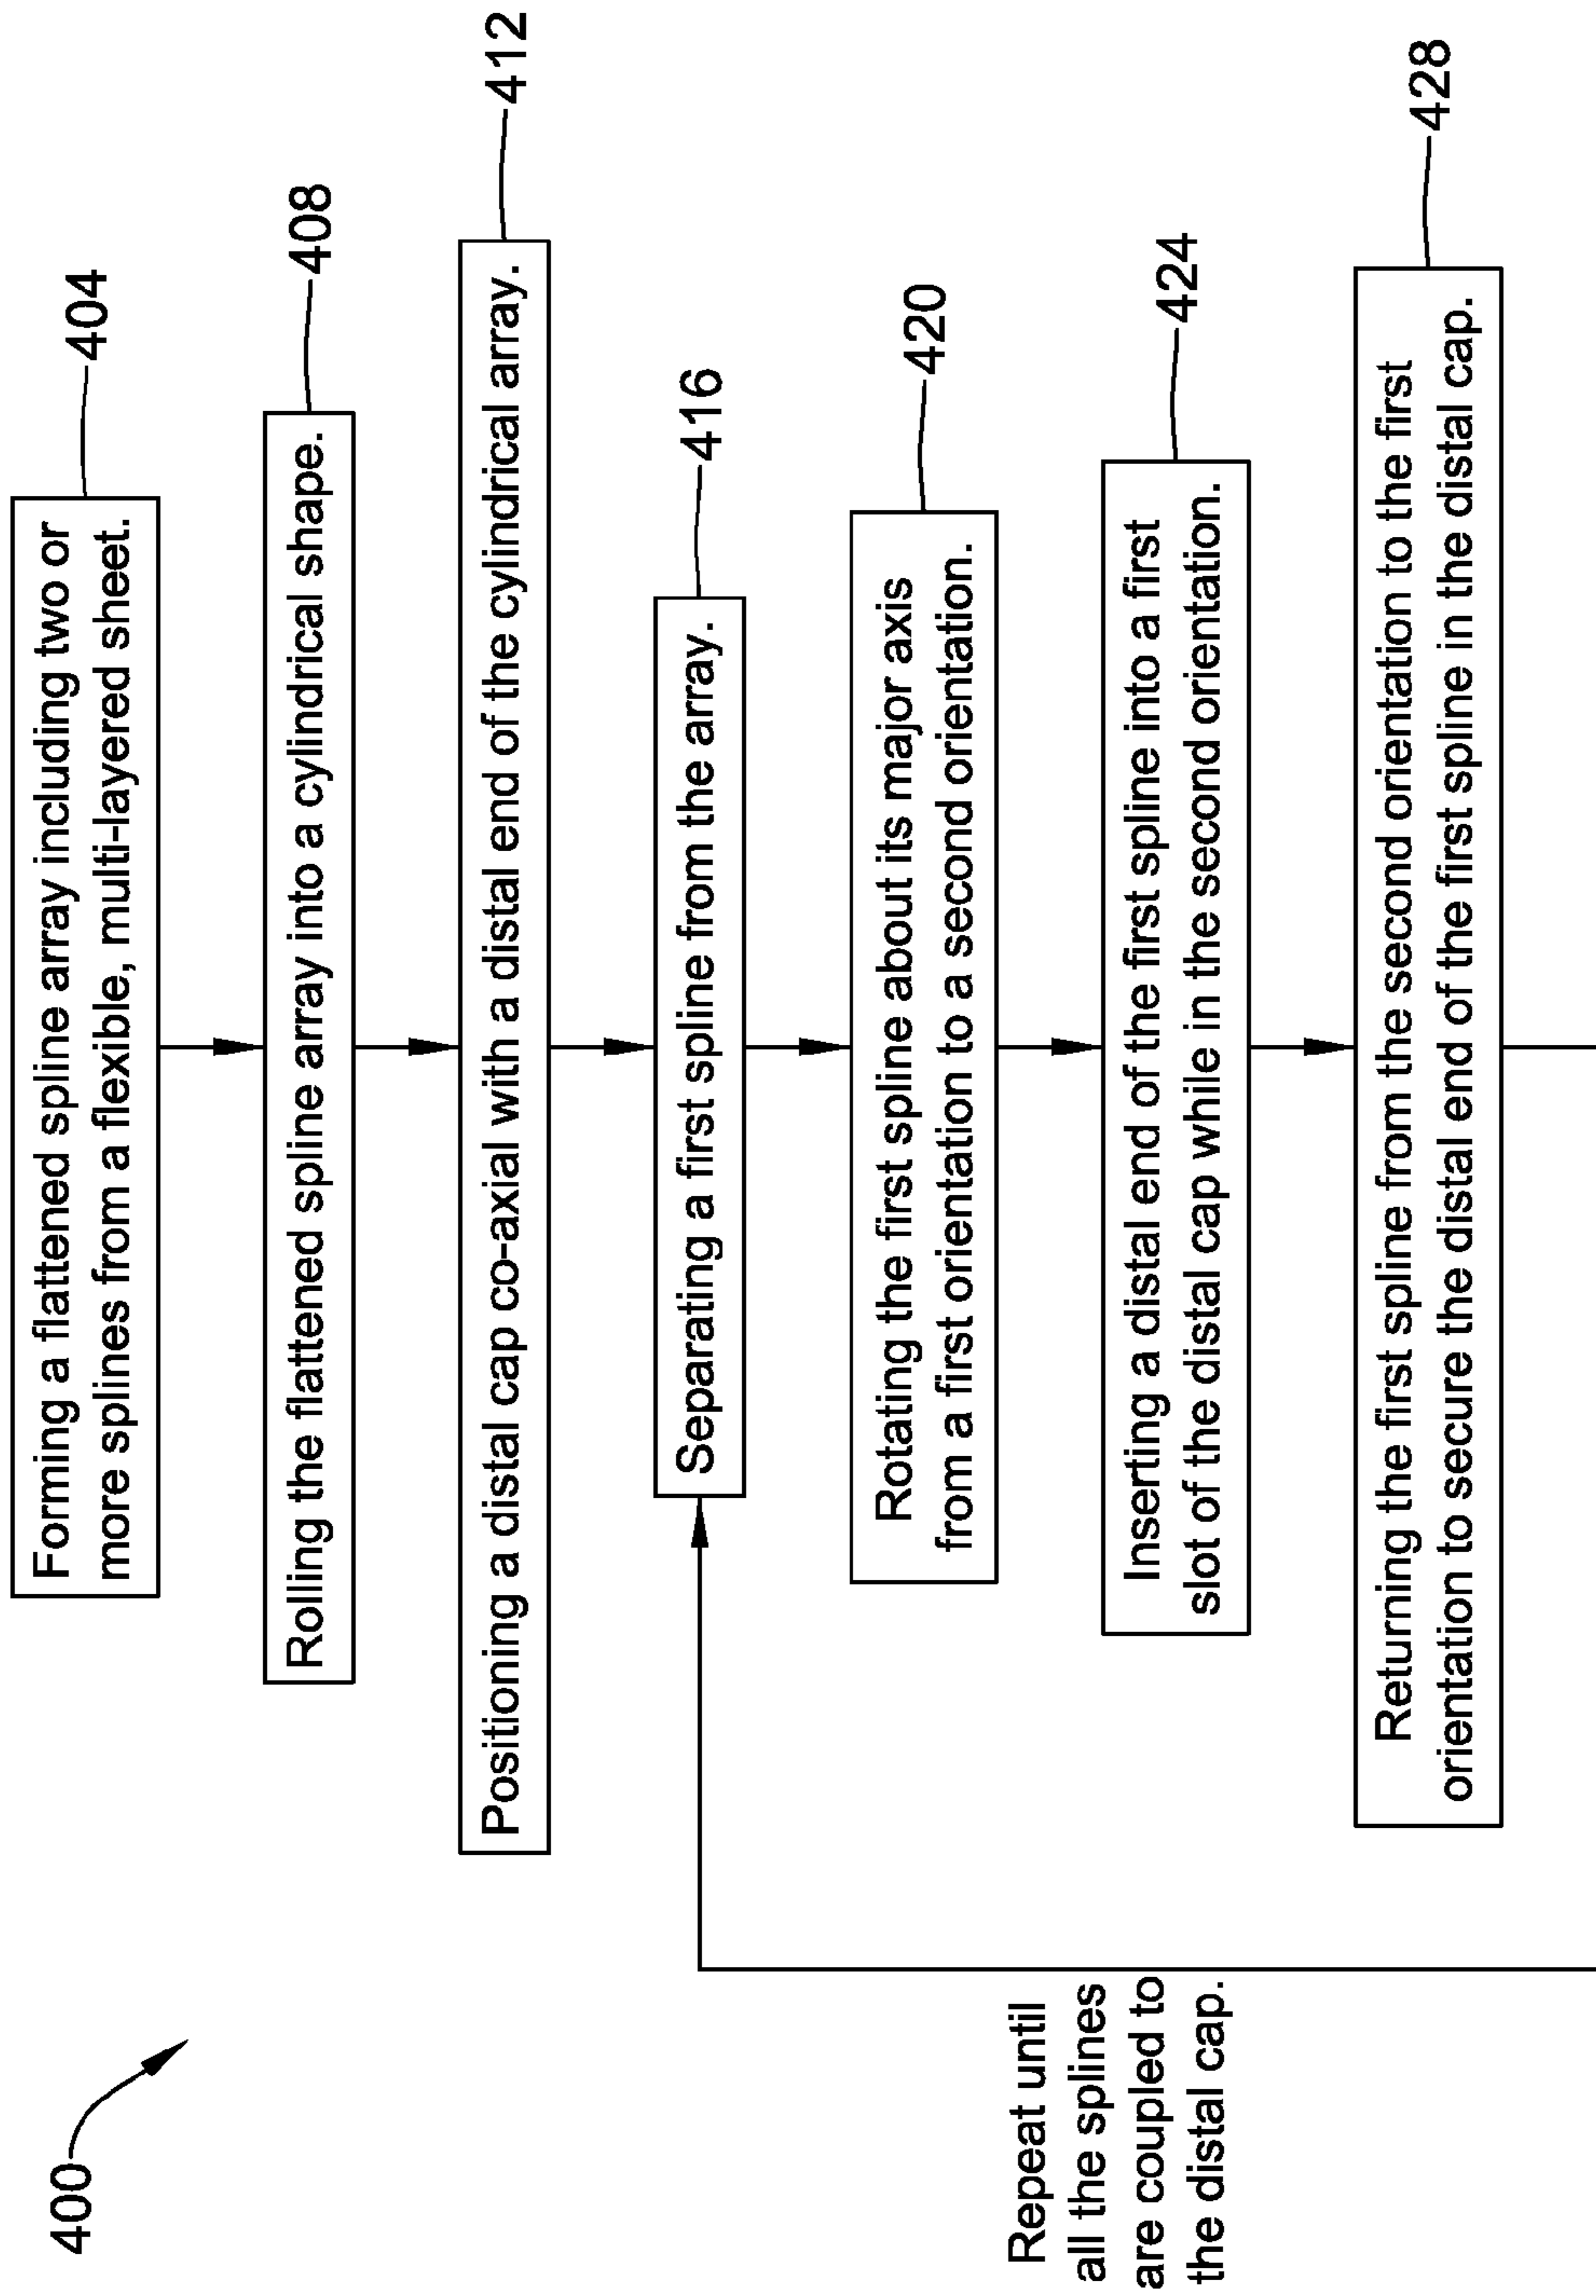 400
Forming a flattened spline array including two or
more splines from a flexible, multi-layered sheet.
404
Rolling the flattened spline array into a cylindrical shape.
408
Positioning a distal cap co-axial with a distal end of the cylindrical array.
412
Separating a first spline from the array.
416
Rotating the first spline about its major axis
from a first orientation to a second orientation.
420
Inserting a distal end of the first spline into a first
slot of the distal cap while in the second orientation.
424
Returning the first spline from the second orientation to the first
orientation to secure the distal end of the first spline in the distal cap.
428
Repeat until
all the splines
are coupled to
the distal cap.